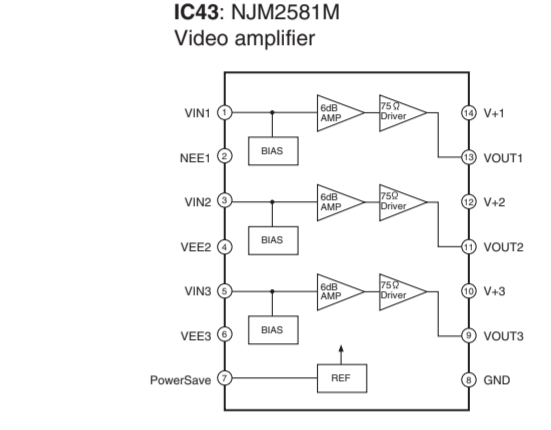 IC43: NJM2581M
Video amplifier
VIN1 1 6dB AMP 75Ω Driver 14 V+1
NEE1 2 BIAS 13 VOUT1
VIN2 3 6dB AMP 75Ω Driver 12 V+2
VEE2 4 BIAS 11 VOUT2
VIN3 5 6dB AMP 75Ω Driver 10 V+3
VEE3 6 BIAS 9 VOUT3
PowerSave 7 REF 8 GND